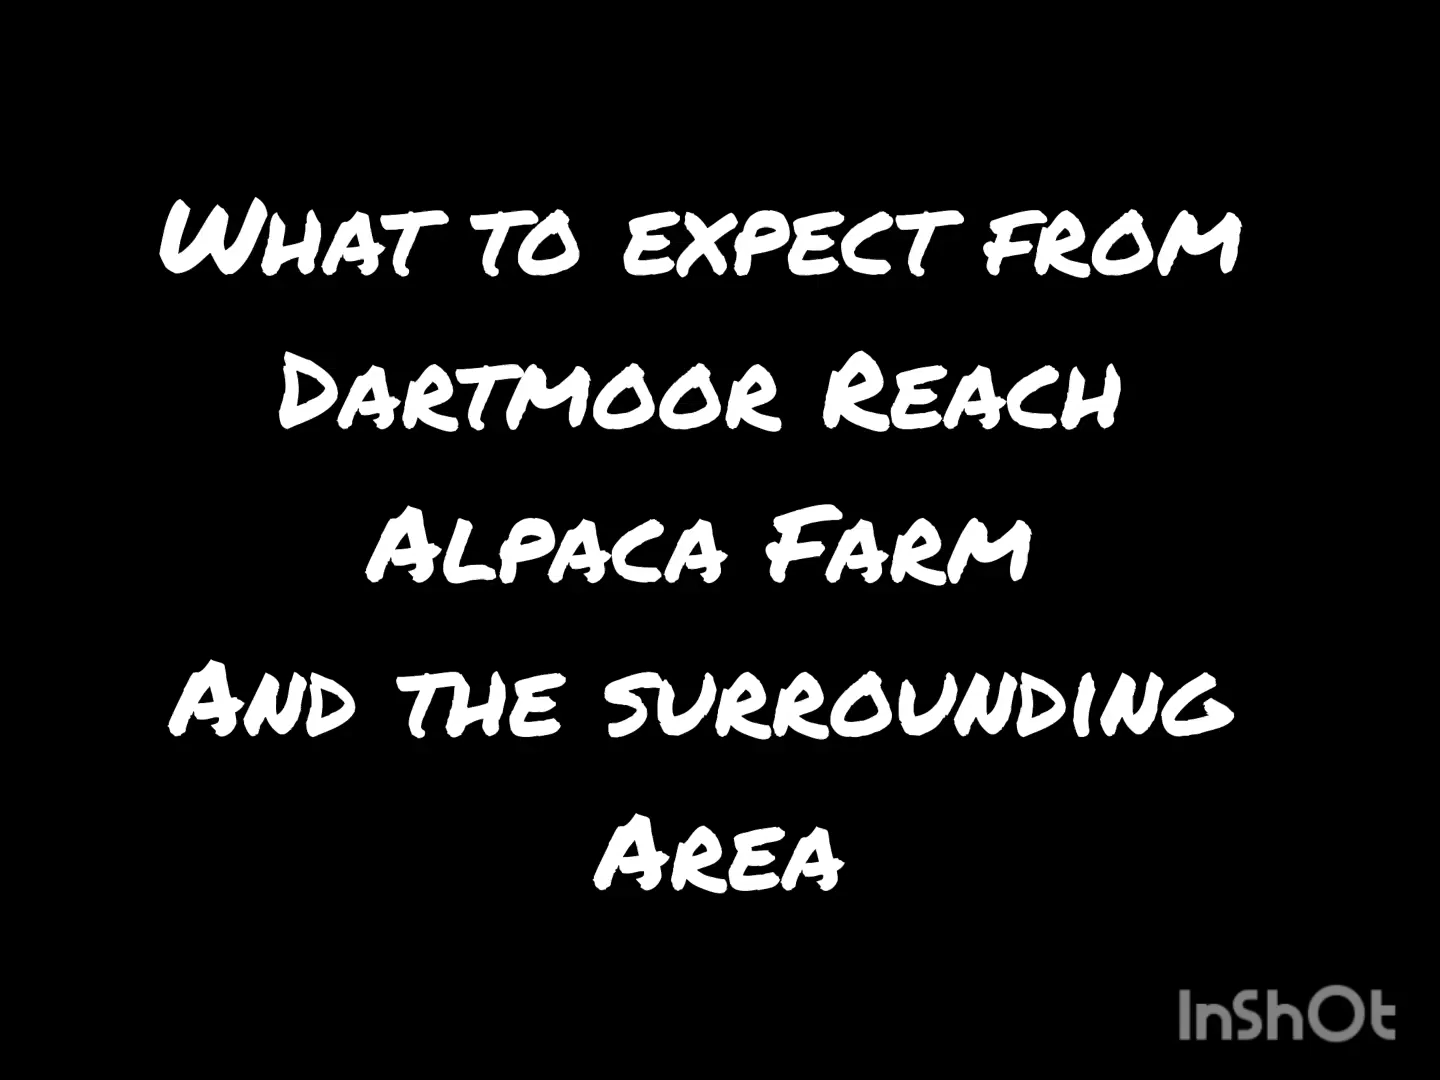 What to expect from
Dartmoor Reach
Alpaca Farm
And the surrounding
Area
InShOt